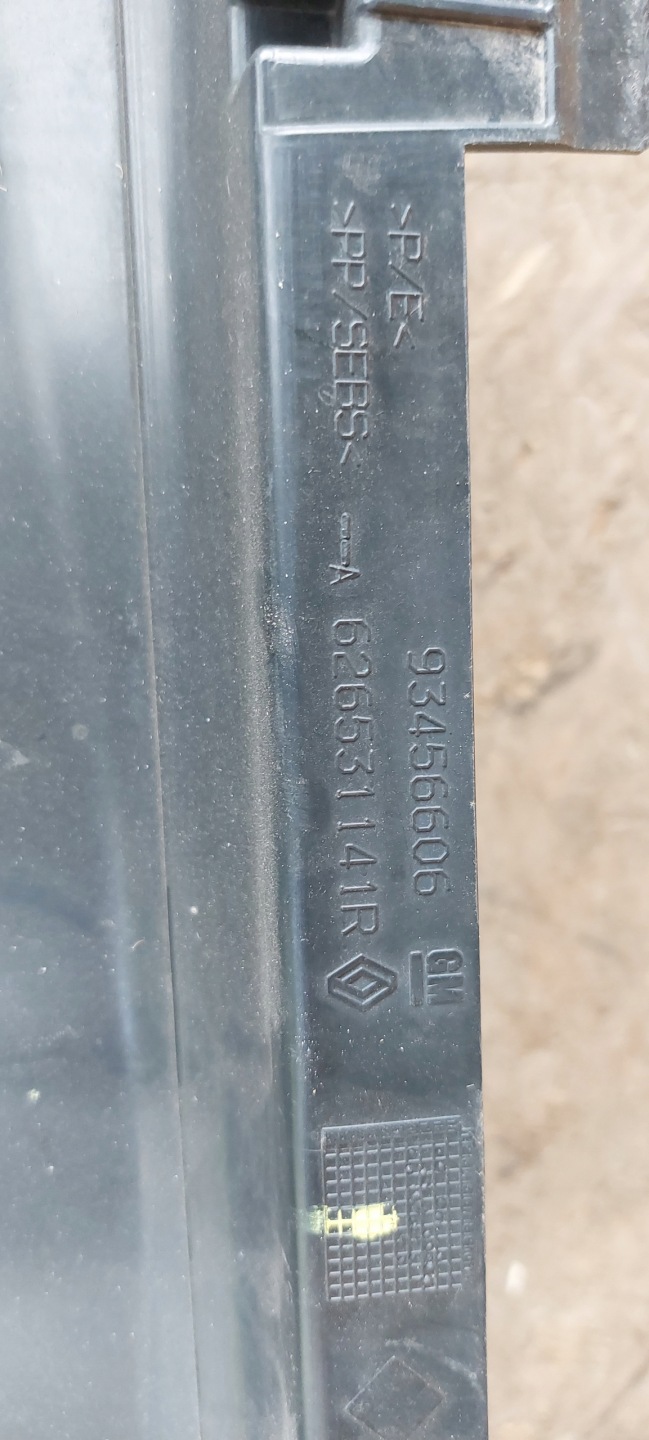 >P/E<
>PP/SEBS<
A
93456606
626531141R
GM